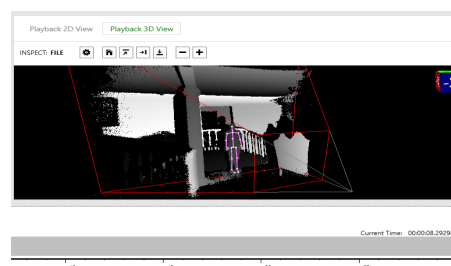 Playback 2D View Playback 3D View
INSPECT: FILE
Current Time: 00:00:08.2929